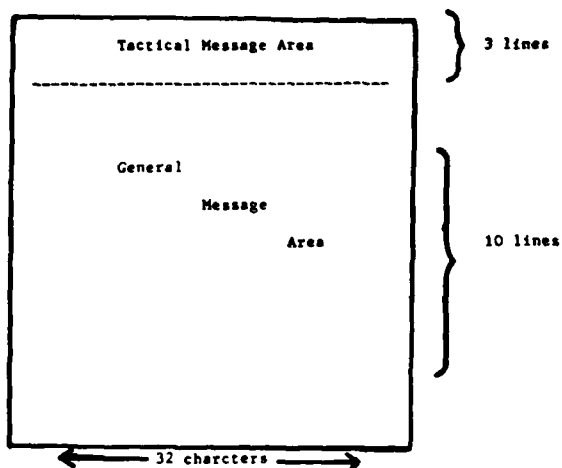 Tactical Message Area
3 lines
General
Message
Area
10 lines
32 charcters